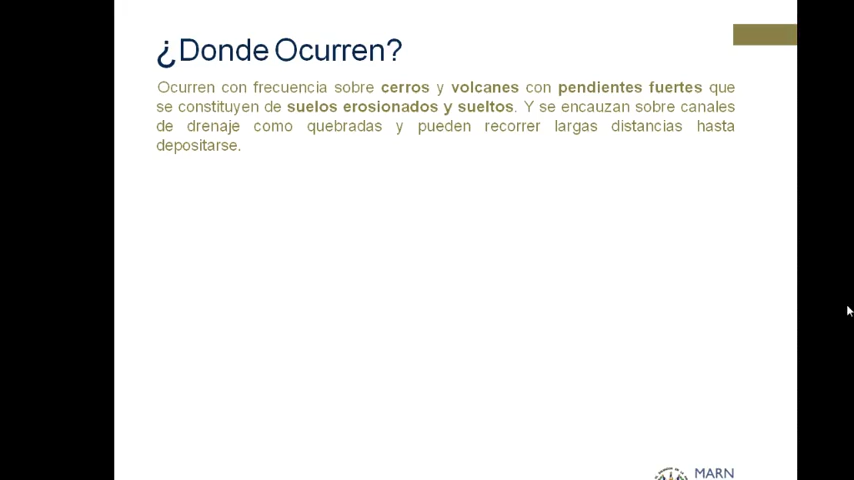 ¿Donde Ocurren?
Ocurren con frecuencia sobre cerros y volcanes con pendientes fuertes que
se constituyen de suelos erosionados y sueltos. Y se encauzan sobre canales
de drenaje como quebradas y pueden recorrer largas distancias hasta
depositarse.
MARN